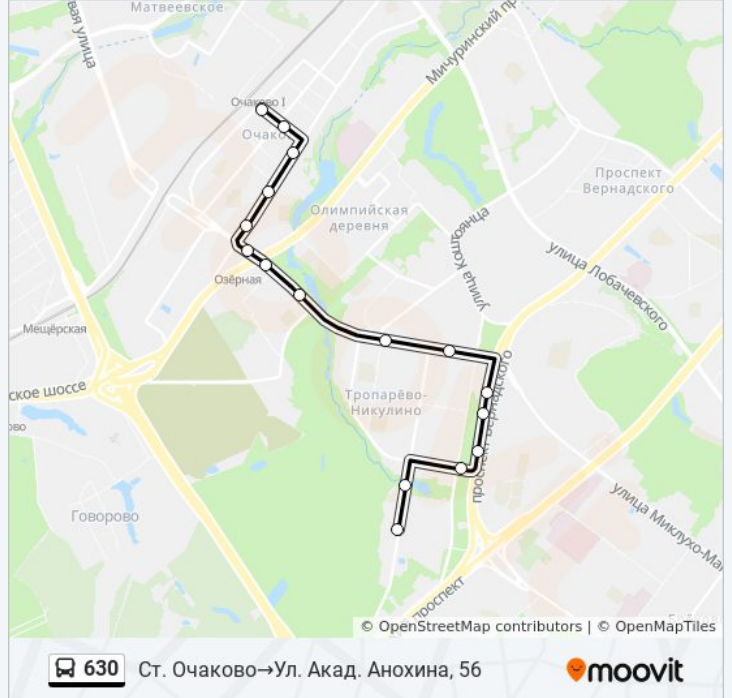 Матвеевское
вая улица
Мичуринский пр
Очаково I
Очако
Проспект
Вернадского
Олимпийская
деревня
улица Коштоянца
улица Лобачевского
Озёрная
Мещёрская
ское шоссе
Тропарёво-
Никулино
проспект Вернадского
ово
Говорово
улица Миклухо-Ма
проспект
© OpenStreetMap contributors | © OpenMapTiles
630 Ст. Очаково→Ул. Акад. Анохина, 56
moovit